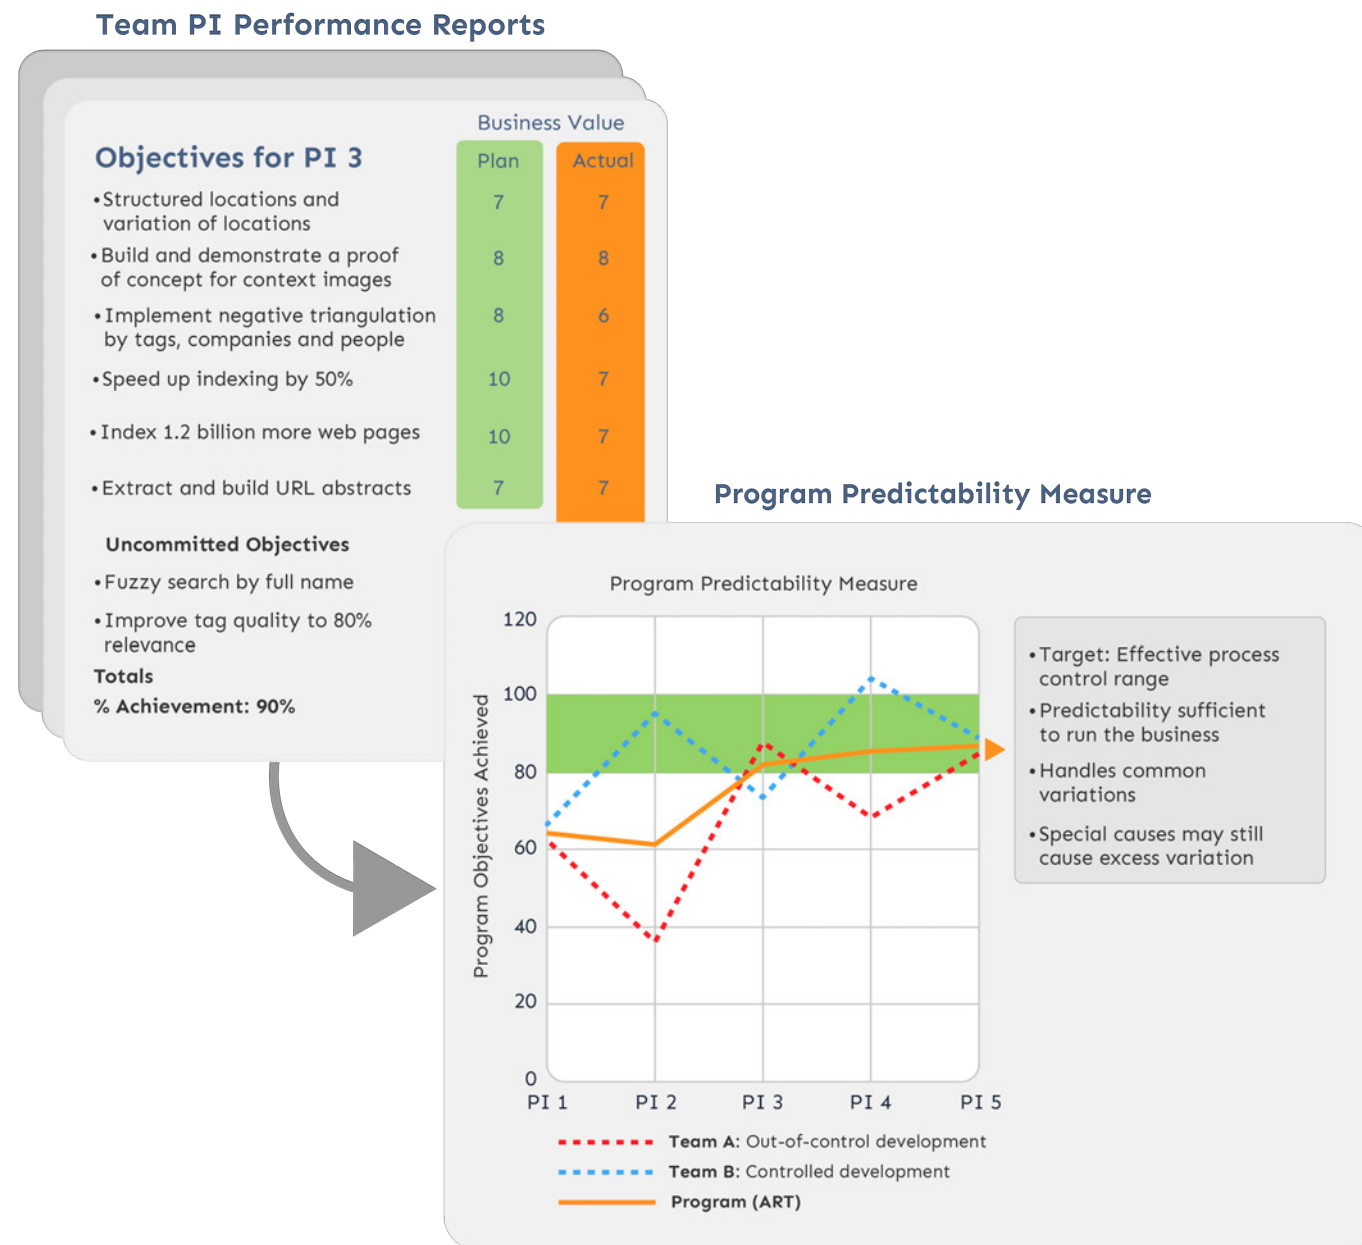 Team PI Performance Reports
Business Value
Objectives for PI 3
Plan
Actual
•Structured locations and
variation of locations
7
7
•Build and demonstrate a proof
of concept for context images
8
8
•Implement negative triangulation
by tags, companies and people
8
6
•Speed up indexing by 50%
10
7
•Index 1.2 billion more web pages
10
7
•Extract and build URL abstracts
7
7
Uncommitted Objectives
•Fuzzy search by full name
•Improve tag quality to 80%
relevance
Totals
% Achievement: 90%
Program Predictability Measure
Program Predictability Measure
Program Objectives Achieved
120
100
80
60
40
20
0
PI 1
PI 2
PI 3
PI 4
PI 5
Team A: Out-of-control development
Team B: Controlled development
Program (ART)
•Target: Effective process
control range
•Predictability sufficient
to run the business
•Handles common
variations
•Special causes may still
cause excess variation